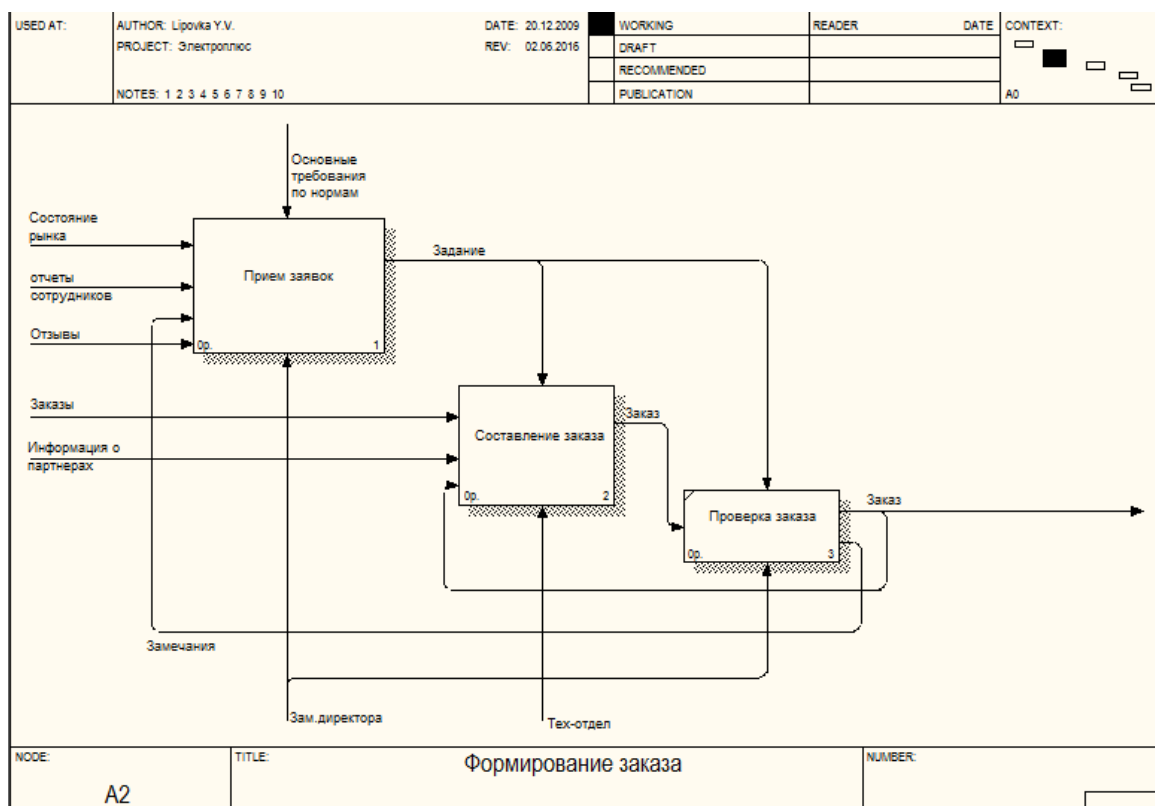 USED AT:
AUTHOR: Lipovka Y.V.
DATE: 20.12.2009
PROJECT: Электроплюс
REV: 02.06.2016
NOTES: 1 2 3 4 5 6 7 8 9 10
WORKING
DRAFT
RECOMMENDED
PUBLICATION
READER
DATE
CONTEXT:
A0
Основные
требования
по нормам
Состояние
рынка
отчеты
сотрудников
Отзывы
Прием заявок
0р.
1
Задание
Заказы
Информация о
партнерах
Составление заказа
0р.
2
Заказ
Проверка заказа
0р.
3
Заказ
Замечания
Зам.директора
Тех-отдел
NODE:
A2
TITLE:
Формирование заказа
NUMBER: